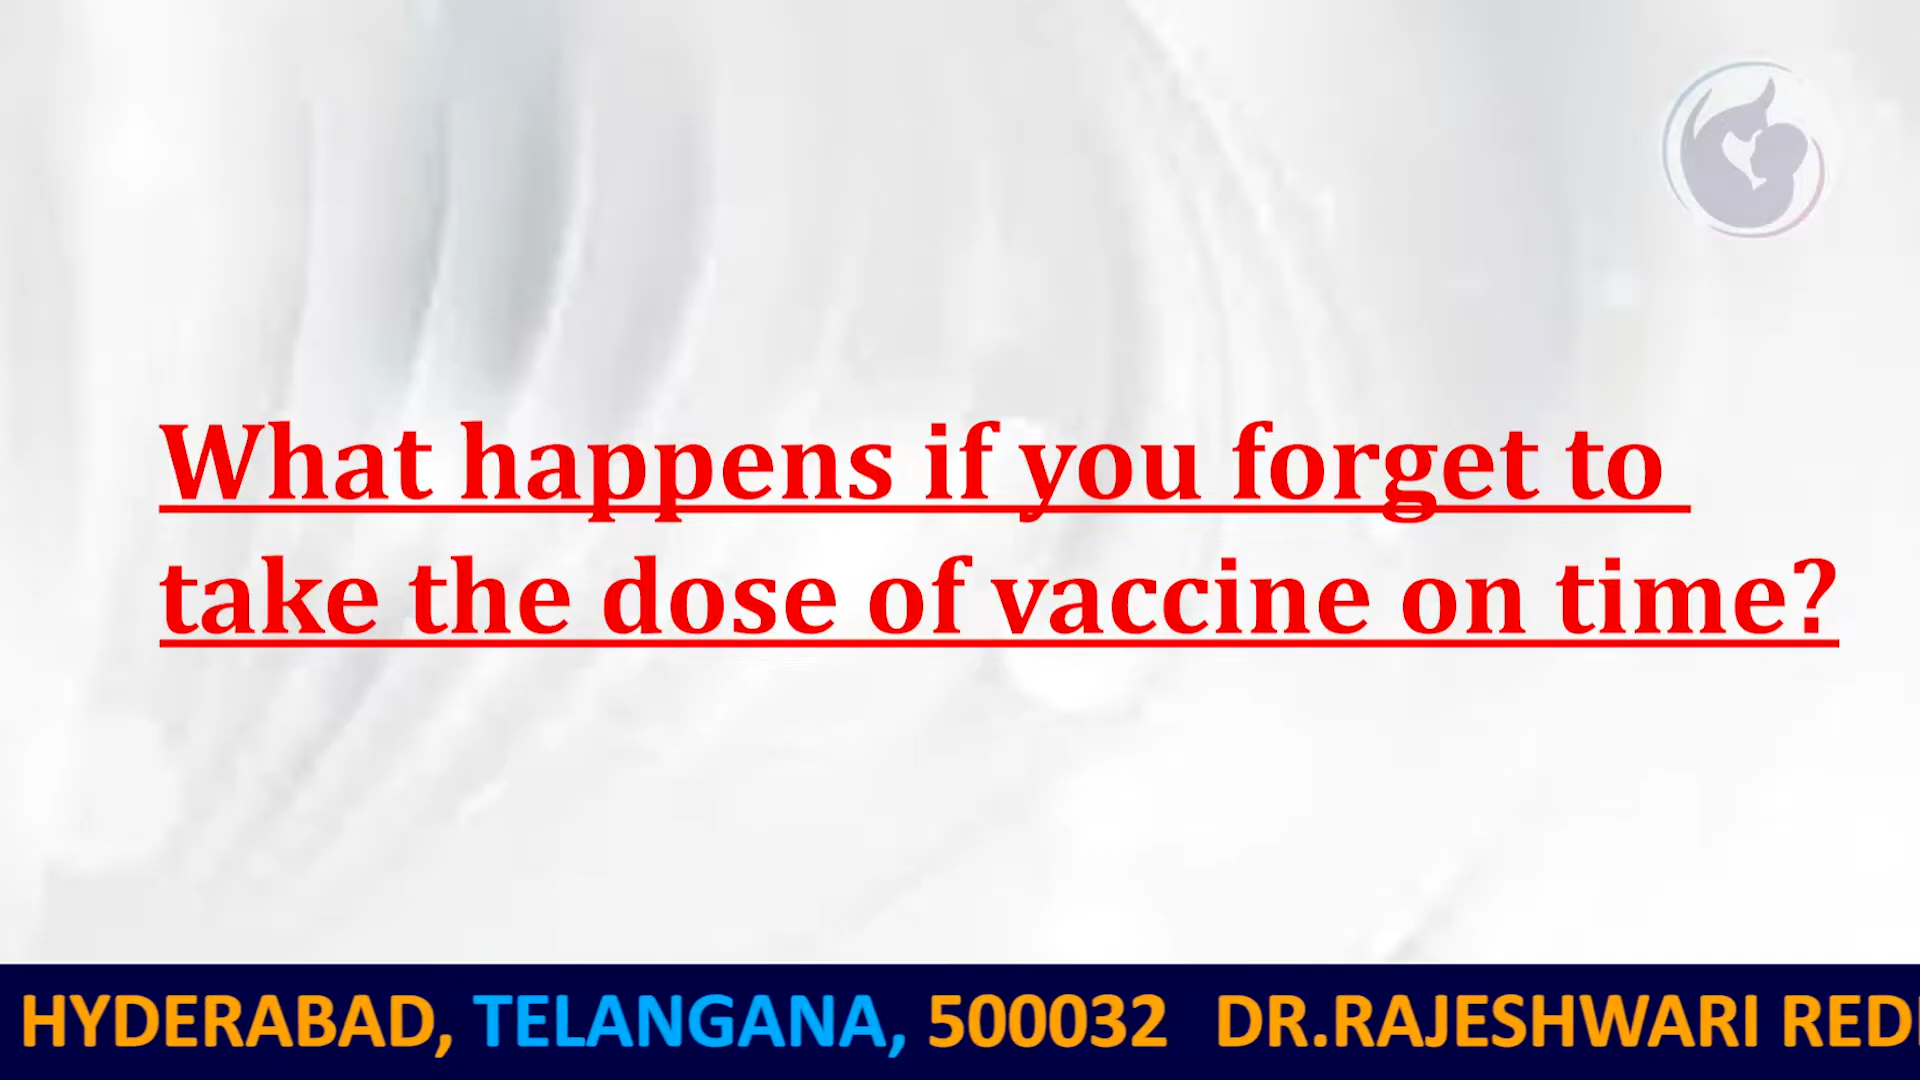 What happens if you forget to
take the dose of vaccine on time?
HYDERABAD, TELANGANA, 500032 DR.RAJESHWARI